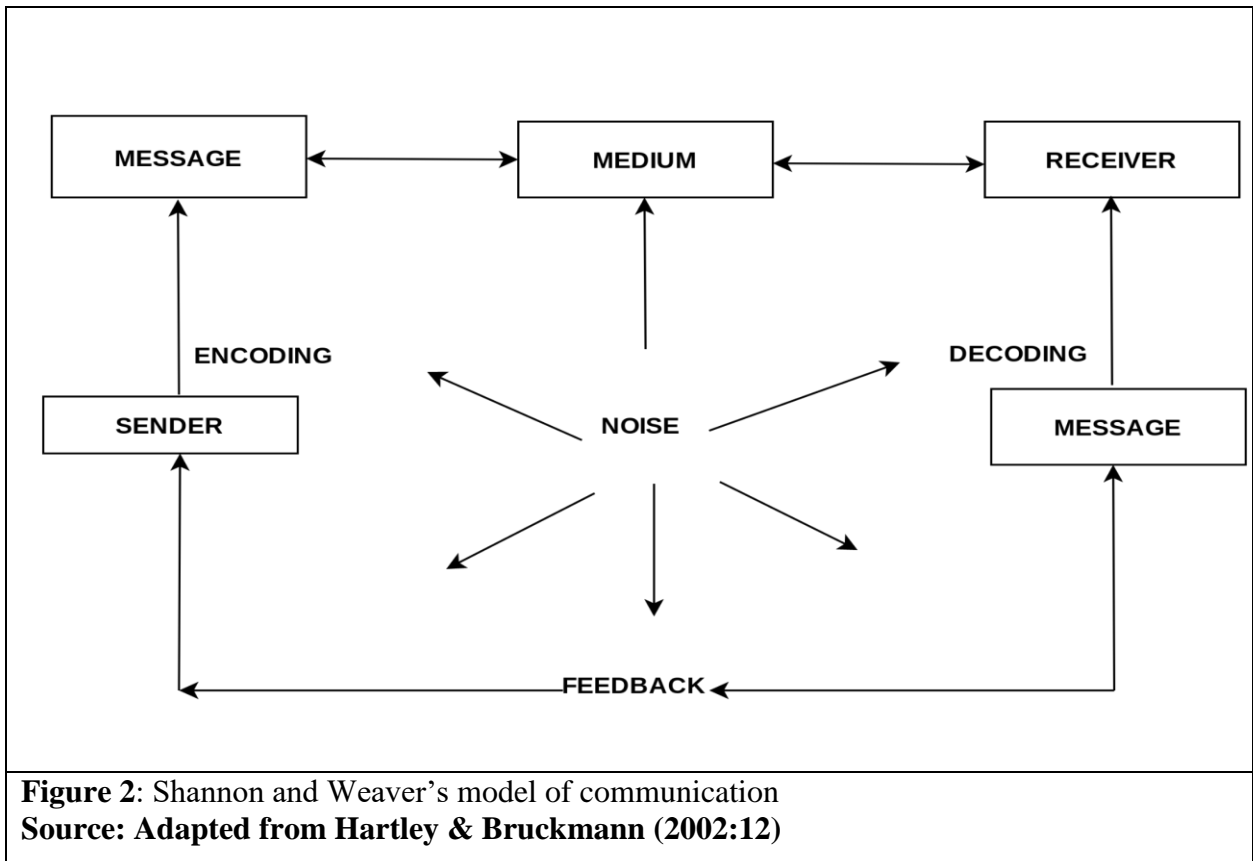 MESSAGE
MEDIUM
RECEIVER
ENCODING
DECODING
SENDER
NOISE
MESSAGE
FEEDBACK
Figure 2: Shannon and Weaver’s model of communication
Source: Adapted from Hartley & Bruckmann (2002:12)